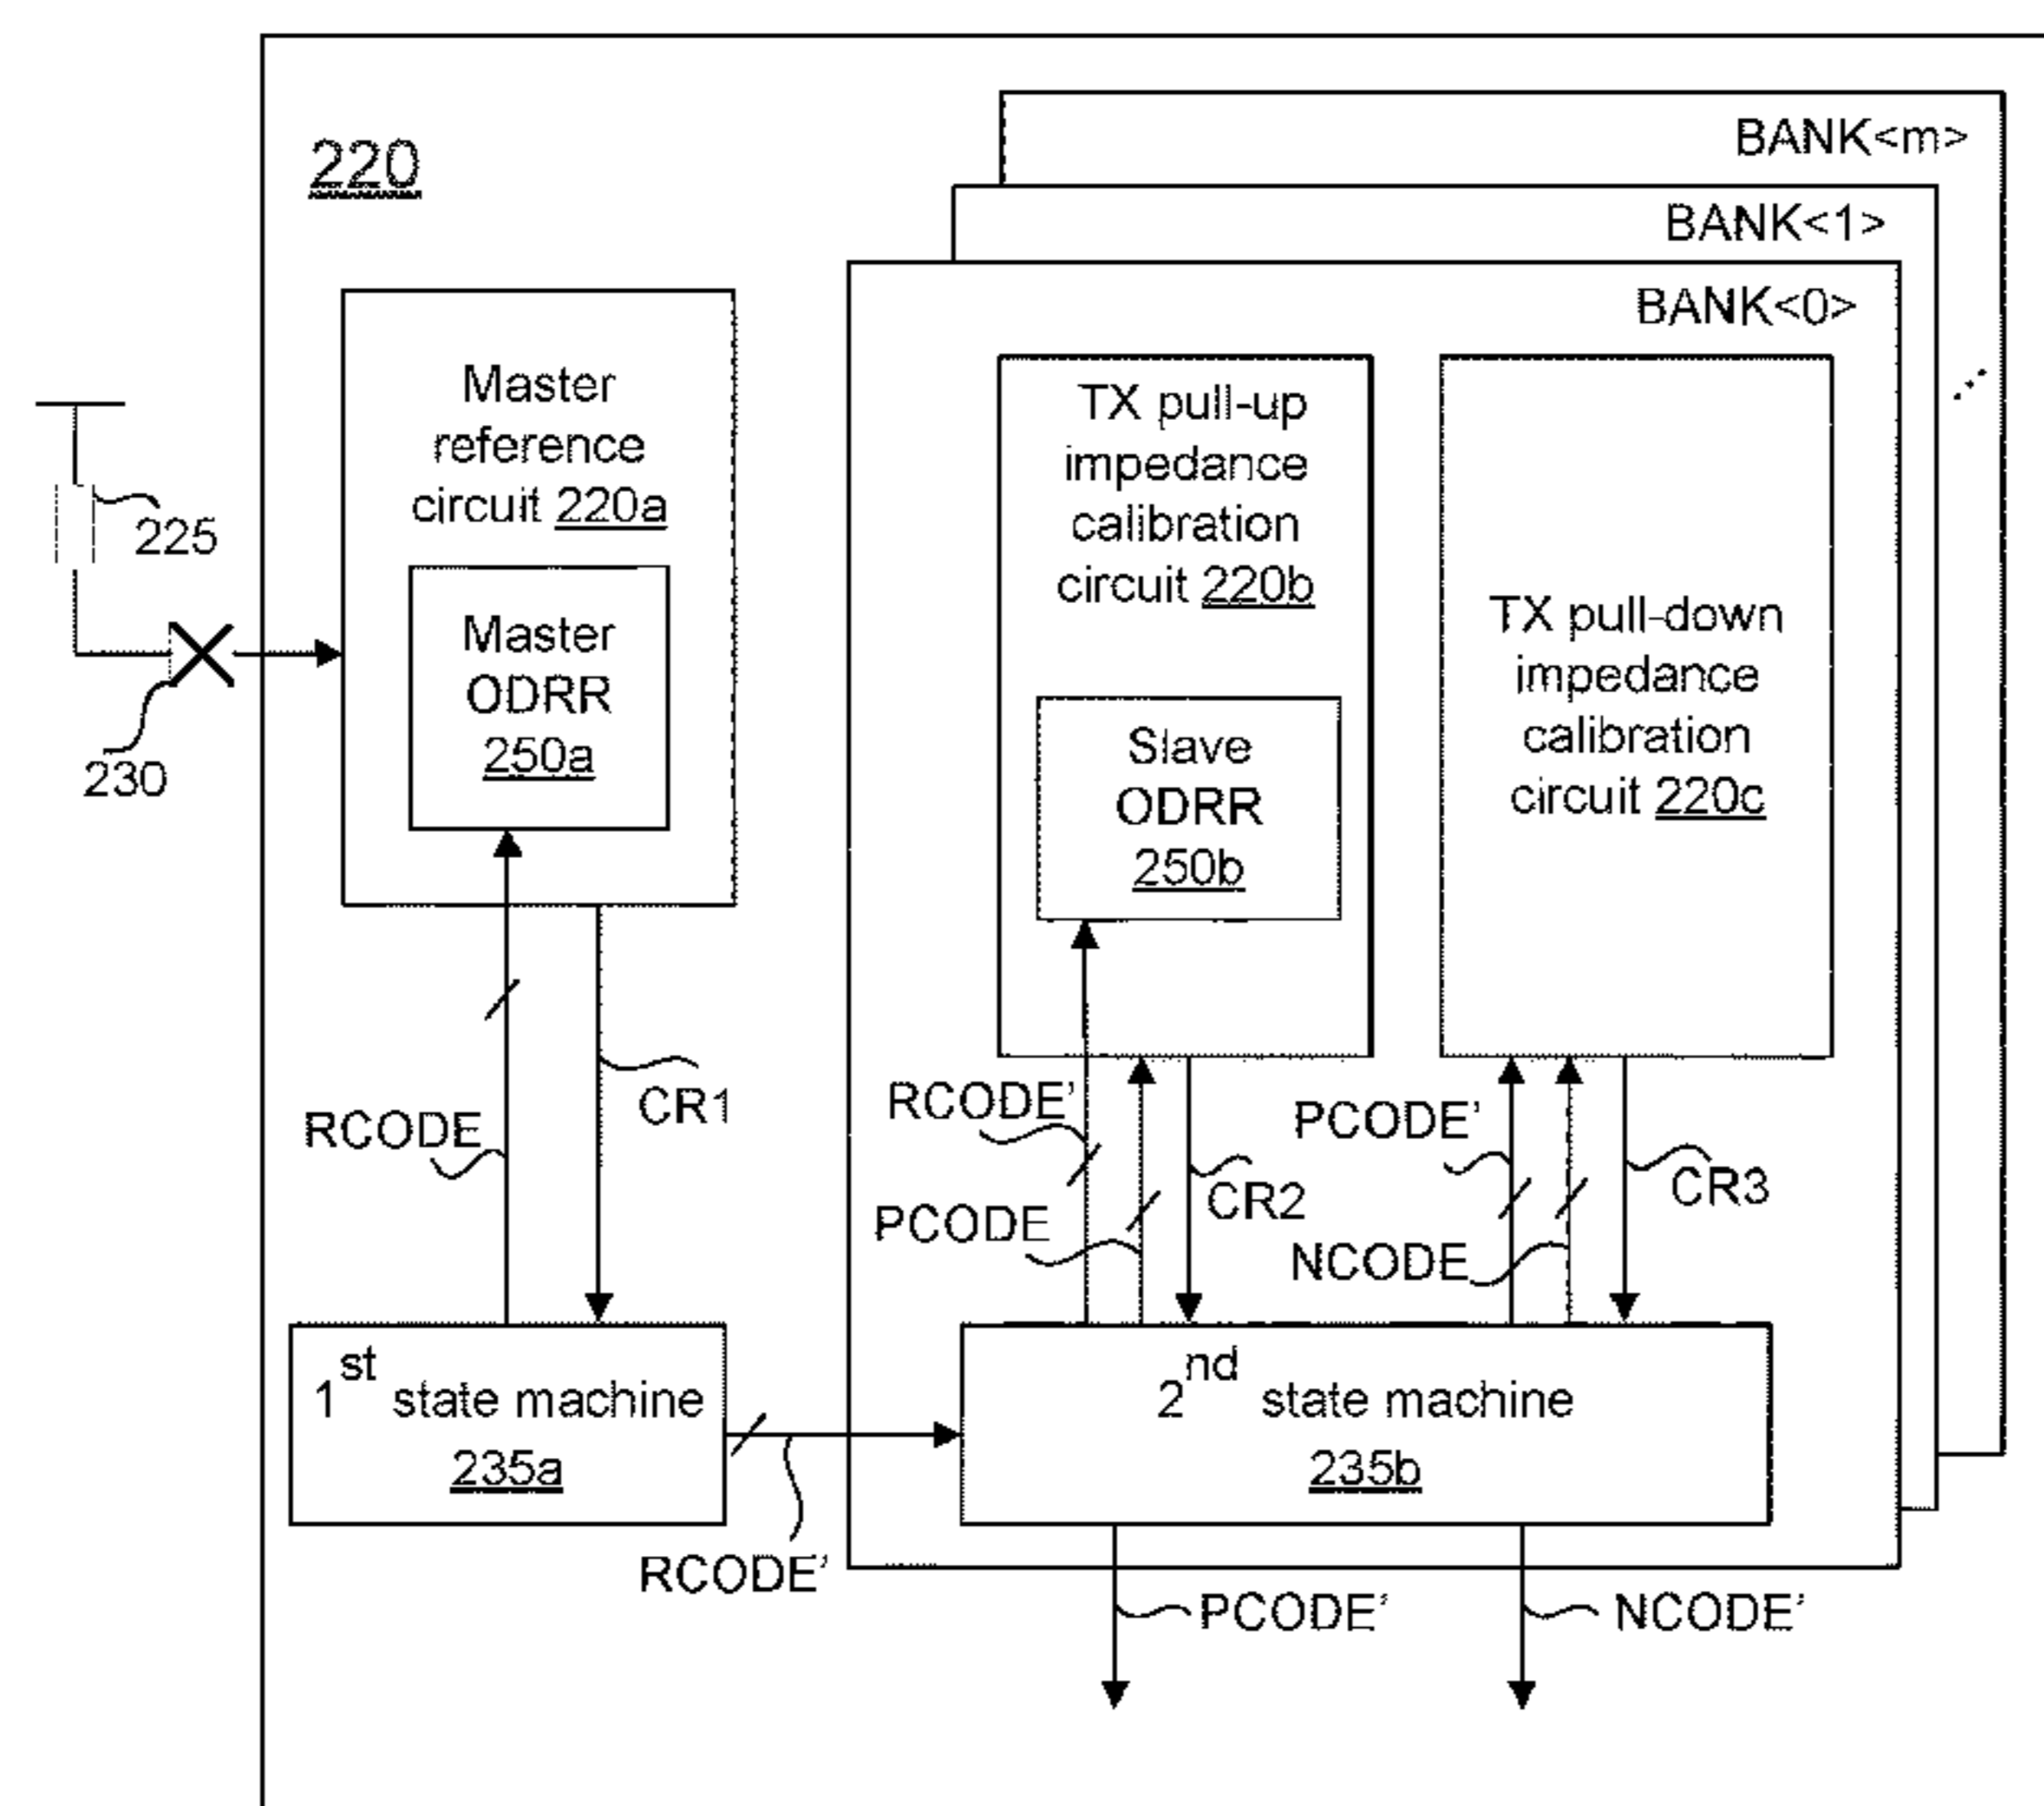 220
BANK<m>
BANK<1>
BANK<0>
Master
reference
circuit 220a
Master
ODRR
250a
225
230
TX pull-up
impedance
calibration
circuit 220b
Slave
ODRR
250b
TX pull-down
impedance
calibration
circuit 220c
RCODE
CR1
RCODE’
PCODE
CR2
PCODE’
NCODE
CR3
1st state machine
235a
2nd state machine
235b
RCODE’
PCODE’
NCODE’